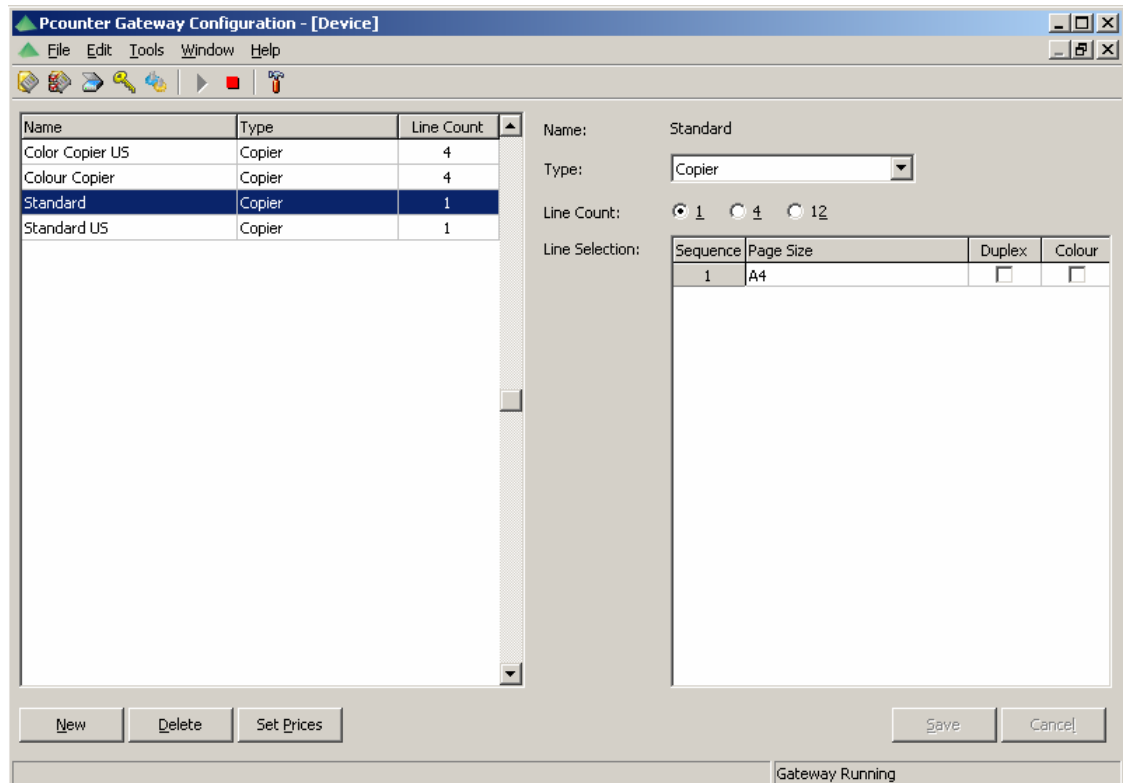 Pcounter Gateway Configuration - [Device]
File Edit Tools Window Help
Name Type Line Count
Color Copier US Copier 4
Colour Copier Copier 4
Standard Copier 1
Standard US Copier 1
Name: Standard
Type: Copier
Line Count: 1 4 12
Line Selection:
Sequence Page Size Duplex Colour
1 A4
New Delete Set Prices Save Cancel
Gateway Running